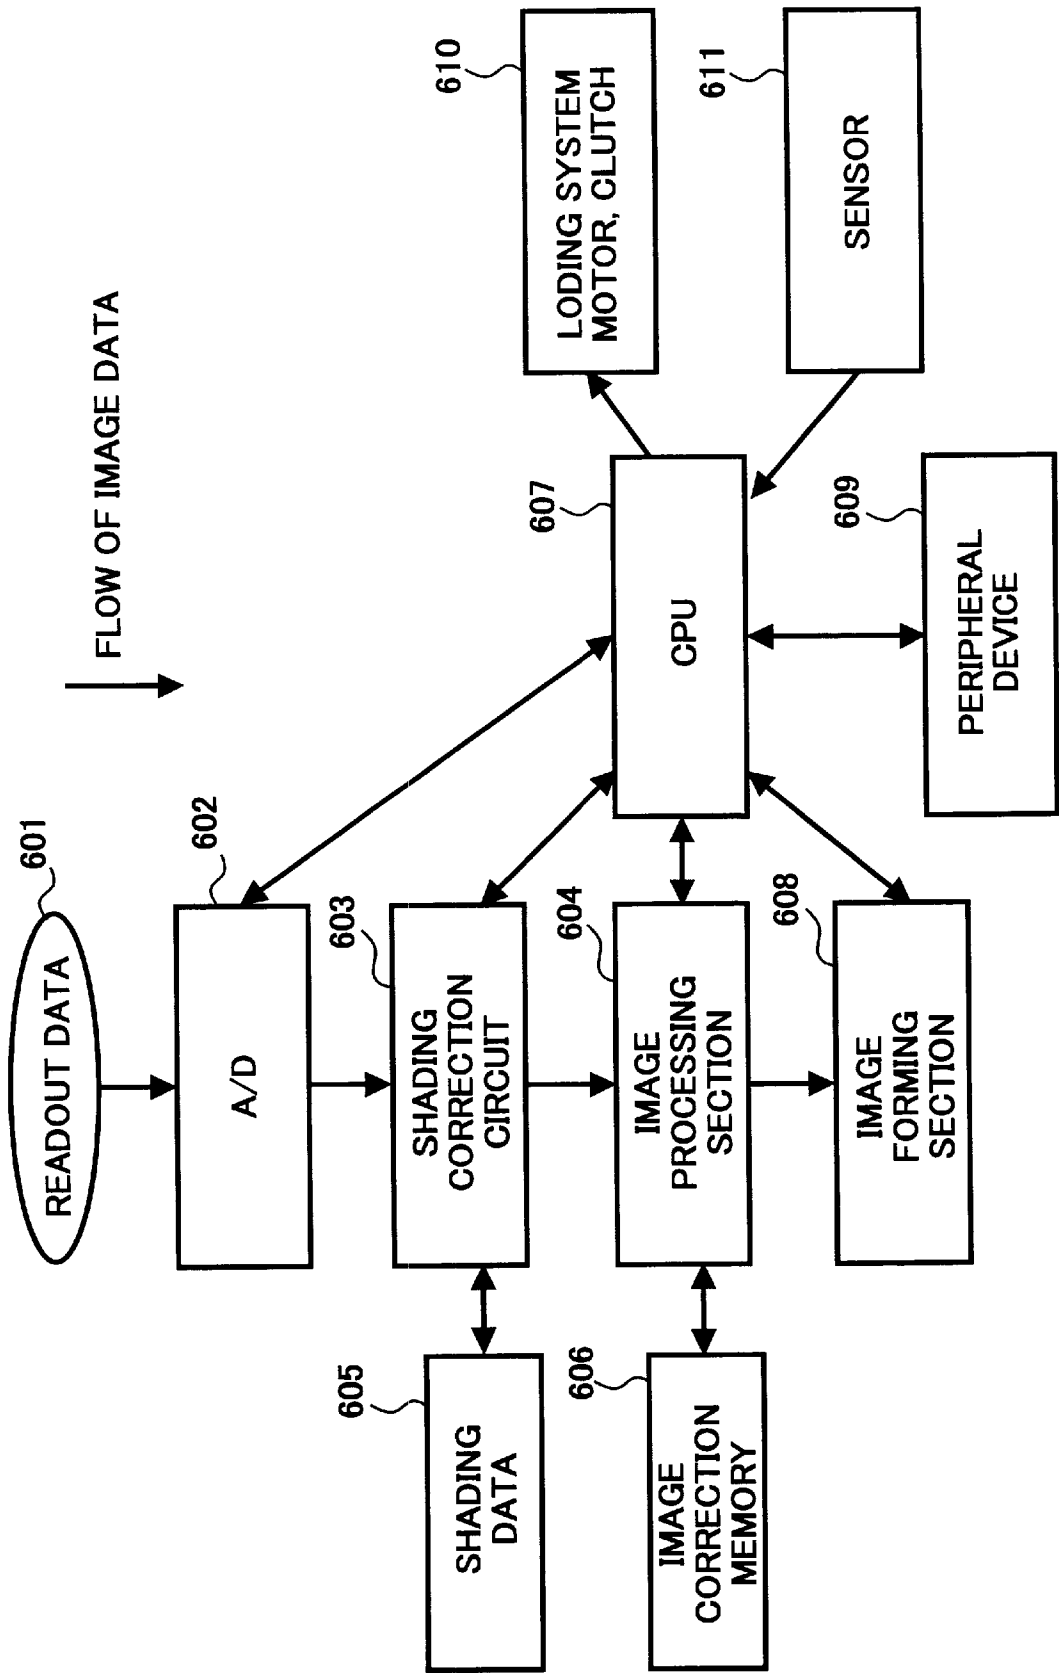 601
READOUT DATA
FLOW OF IMAGE DATA
602
A/D
603
SHADING
CORRECTION
CIRCUIT
605
SHADING
DATA
604
IMAGE
PROCESSING
SECTION
606
IMAGE
CORRECTION
MEMORY
607
CPU
608
IMAGE
FORMING
SECTION
609
PERIPHERAL
DEVICE
610
LODING SYSTEM
MOTOR, CLUTCH
611
SENSOR